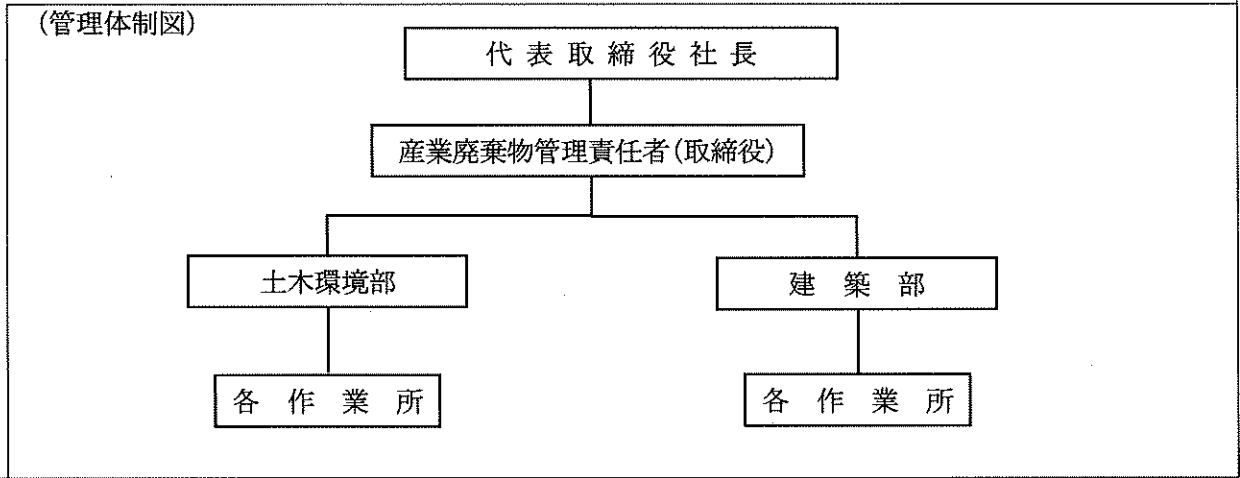 (管理体制図)
代表取締役社長
産業廃棄物管理責任者(取締役)
土木環境部
建築部
各作業所
各作業所